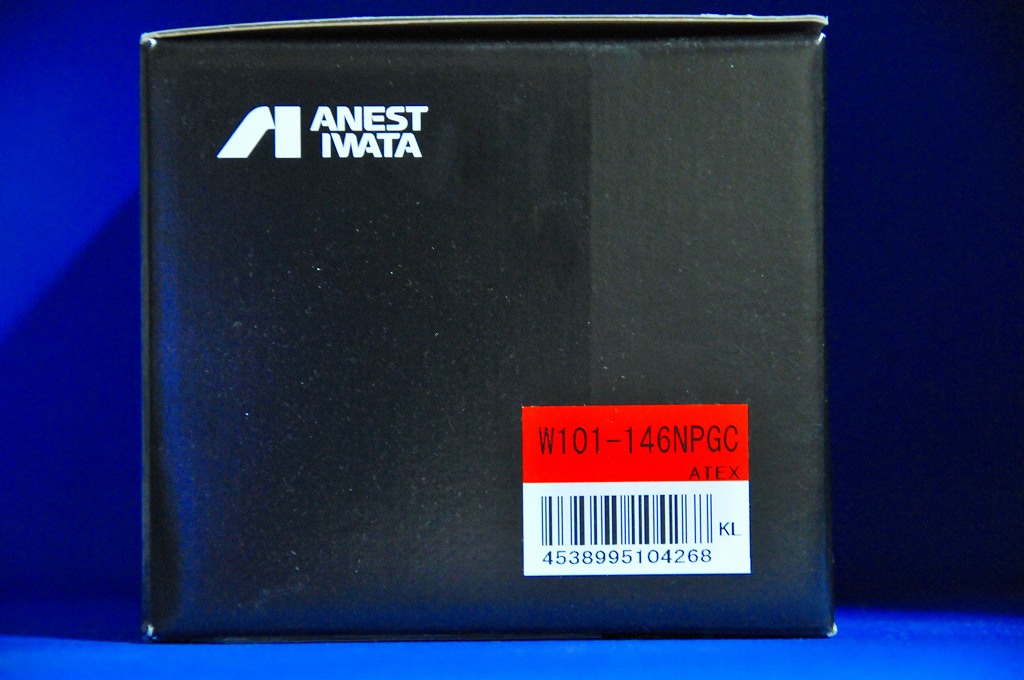 ANEST
IWATA
W101-146NPGC
ATEX
KL
4538995104268